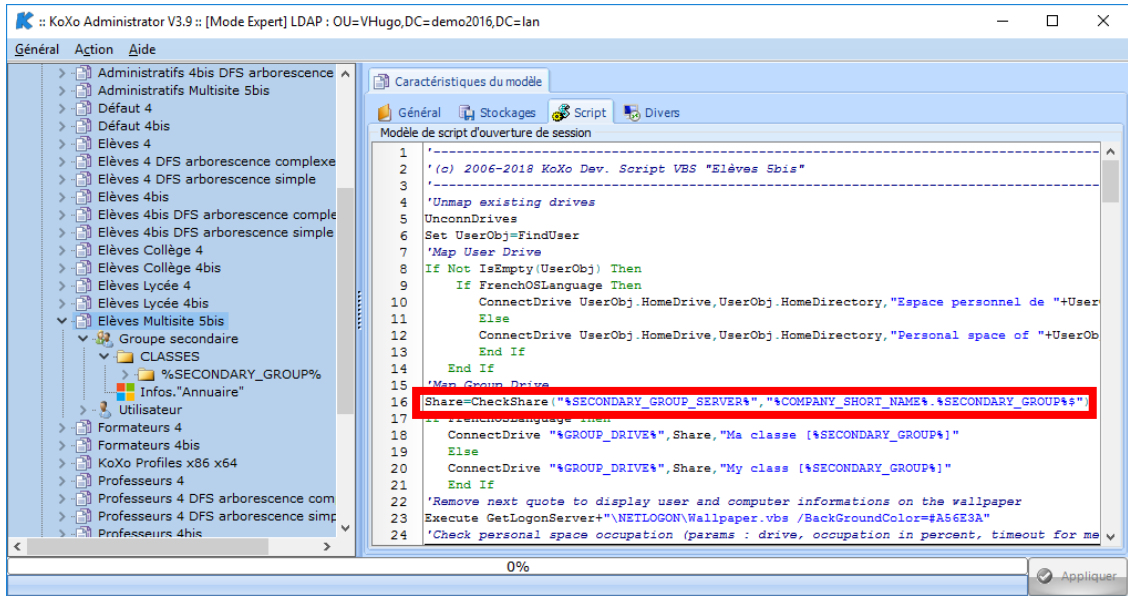 :: KoXo Administrator V3.9 :: [Mode Expert] LDAP : OU=VHugo,DC=demo2016,DC=lan
Général Action Aide
Administratifs 4bis DFS arborescence
Administratifs Multisite 5bis
Défaut 4
Défaut 4bis
Elèves 4
Elèves 4 DFS arborescence complexe
Elèves 4 DFS arborescence simple
Elèves 4bis
Elèves 4bis DFS arborescence comple
Elèves 4bis DFS arborescence simple
Elèves Collège 4
Elèves Collège 4bis
Elèves Lycée 4
Elèves Lycée 4bis
Elèves Multisite 5bis
Groupe secondaire
CLASSES
%SECONDARY_GROUP%
Infos."Annuaire"
Utilisateur
Formateurs 4
Formateurs 4bis
KoXo Profiles x86 x64
Professeurs 4
Professeurs 4 DFS arborescence com
Professeurs 4 DFS arborescence simp
Professeurs 4bis
Caractéristiques du modèle
Général Stockages Script Divers
Modèle de script d'ouverture de session
1 '----------------------------------------------------------------------
2 '(c) 2006-2018 KoXo Dev. Script VBS "Elèves 5bis"
3 '----------------------------------------------------------------------
4 'Unmap existing drives
5 UnconnDrives
6 Set UserObj=FindUser
7 'Map User Drive
8 If Not IsEmpty(UserObj) Then
9 If FrenchOSLanguage Then
10 ConnectDrive UserObj.HomeDrive,UserObj.HomeDirectory,"Espace personnel de "+User
11 Else
12 ConnectDrive UserObj.HomeDrive,UserObj.HomeDirectory,"Personal space of "+UserOb
13 End If
14 End If
15 'Map Group Drive
16 Share=CheckShare("%SECONDARY_GROUP_SERVER%","%COMPANY_SHORT_NAME%.%SECONDARY_GROUP%$")
17 If FrenchOSLanguage Then
18 ConnectDrive "%GROUP_DRIVE%",Share,"Ma classe [%SECONDARY_GROUP%]"
19 Else
20 ConnectDrive "%GROUP_DRIVE%",Share,"My class [%SECONDARY_GROUP%]"
21 End If
22 'Remove next quote to display user and computer informations on the wallpaper
23 Execute GetLogonServer+"\NETLOGON\Wallpaper.vbs /BackGroundColor=#A56E3A"
24 'Check personal space occupation (params : drive, occupation in percent, timeout for me
0%
Appliquer